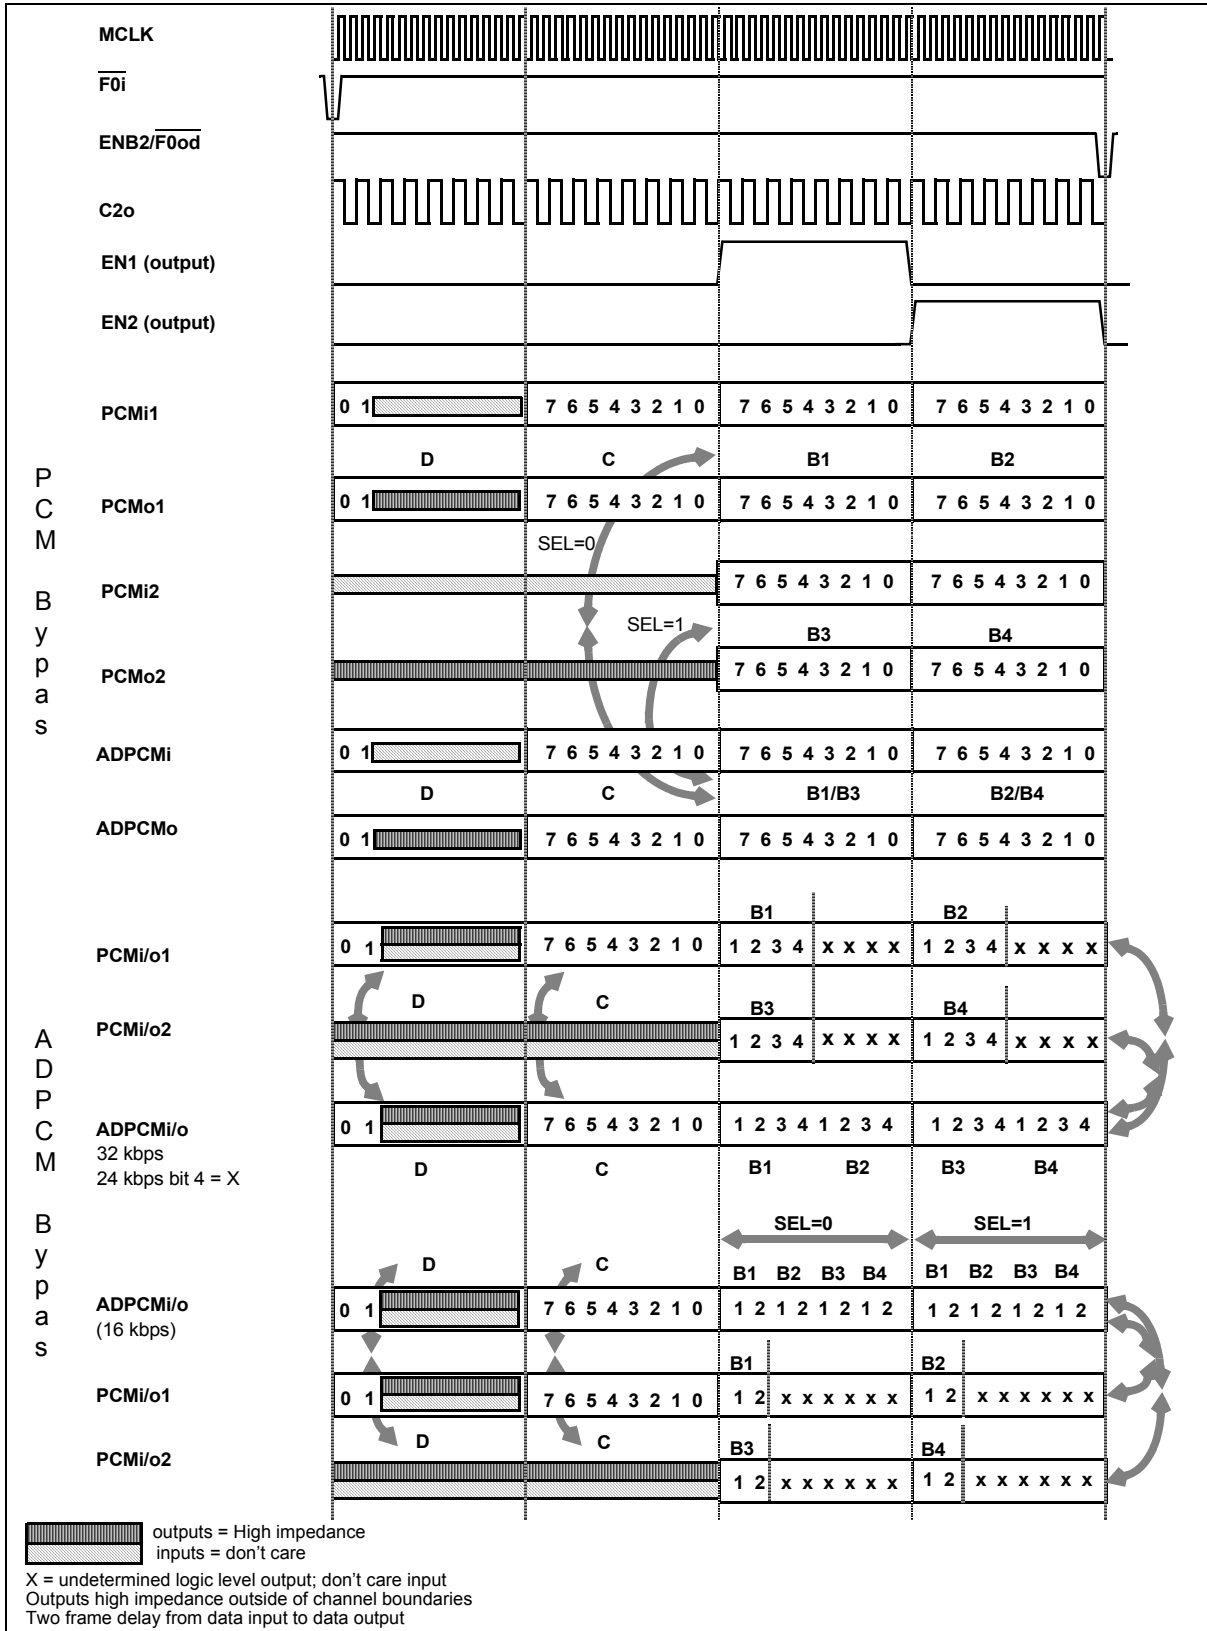 MCLK
F0i
ENB2/F0od
C2o
EN1 (output)
EN2 (output)
PCM Bypas
PCMi1 0 1 7 6 5 4 3 2 1 0 7 6 5 4 3 2 1 0 7 6 5 4 3 2 1 0
D C B1 B2
PCMo1 0 1 7 6 5 4 3 2 1 0 7 6 5 4 3 2 1 0 7 6 5 4 3 2 1 0
SEL=0
PCMi2 7 6 5 4 3 2 1 0 7 6 5 4 3 2 1 0
SEL=1 B3 B4
PCMo2 7 6 5 4 3 2 1 0 7 6 5 4 3 2 1 0
ADPCMi 0 1 7 6 5 4 3 2 1 0 7 6 5 4 3 2 1 0 7 6 5 4 3 2 1 0
D C B1/B3 B2/B4
ADPCMo 0 1 7 6 5 4 3 2 1 0 7 6 5 4 3 2 1 0 7 6 5 4 3 2 1 0
ADPCM Bypas
B1 B2
PCMi/o1 0 1 7 6 5 4 3 2 1 0 1 2 3 4 x x x x 1 2 3 4 x x x x
D C B3 B4
PCMi/o2 1 2 3 4 x x x x 1 2 3 4 x x x x
ADPCMi/o 0 1 7 6 5 4 3 2 1 0 1 2 3 4 1 2 3 4 1 2 3 4 1 2 3 4
32 kbps
24 kbps bit 4 = X
D C B1 B2 B3 B4
SEL=0 SEL=1
D C B1 B2 B3 B4 B1 B2 B3 B4
ADPCMi/o 0 1 7 6 5 4 3 2 1 0 1 2 1 2 1 2 1 2 1 2 1 2 1 2 1 2
(16 kbps)
B1 B2
PCMi/o1 0 1 7 6 5 4 3 2 1 0 1 2 x x x x x x 1 2 x x x x x x
D C B3 B4
PCMi/o2 1 2 x x x x x x 1 2 x x x x x x
outputs = High impedance
inputs = don't care
X = undetermined logic level output; don't care input
Outputs high impedance outside of channel boundaries
Two frame delay from data input to data output